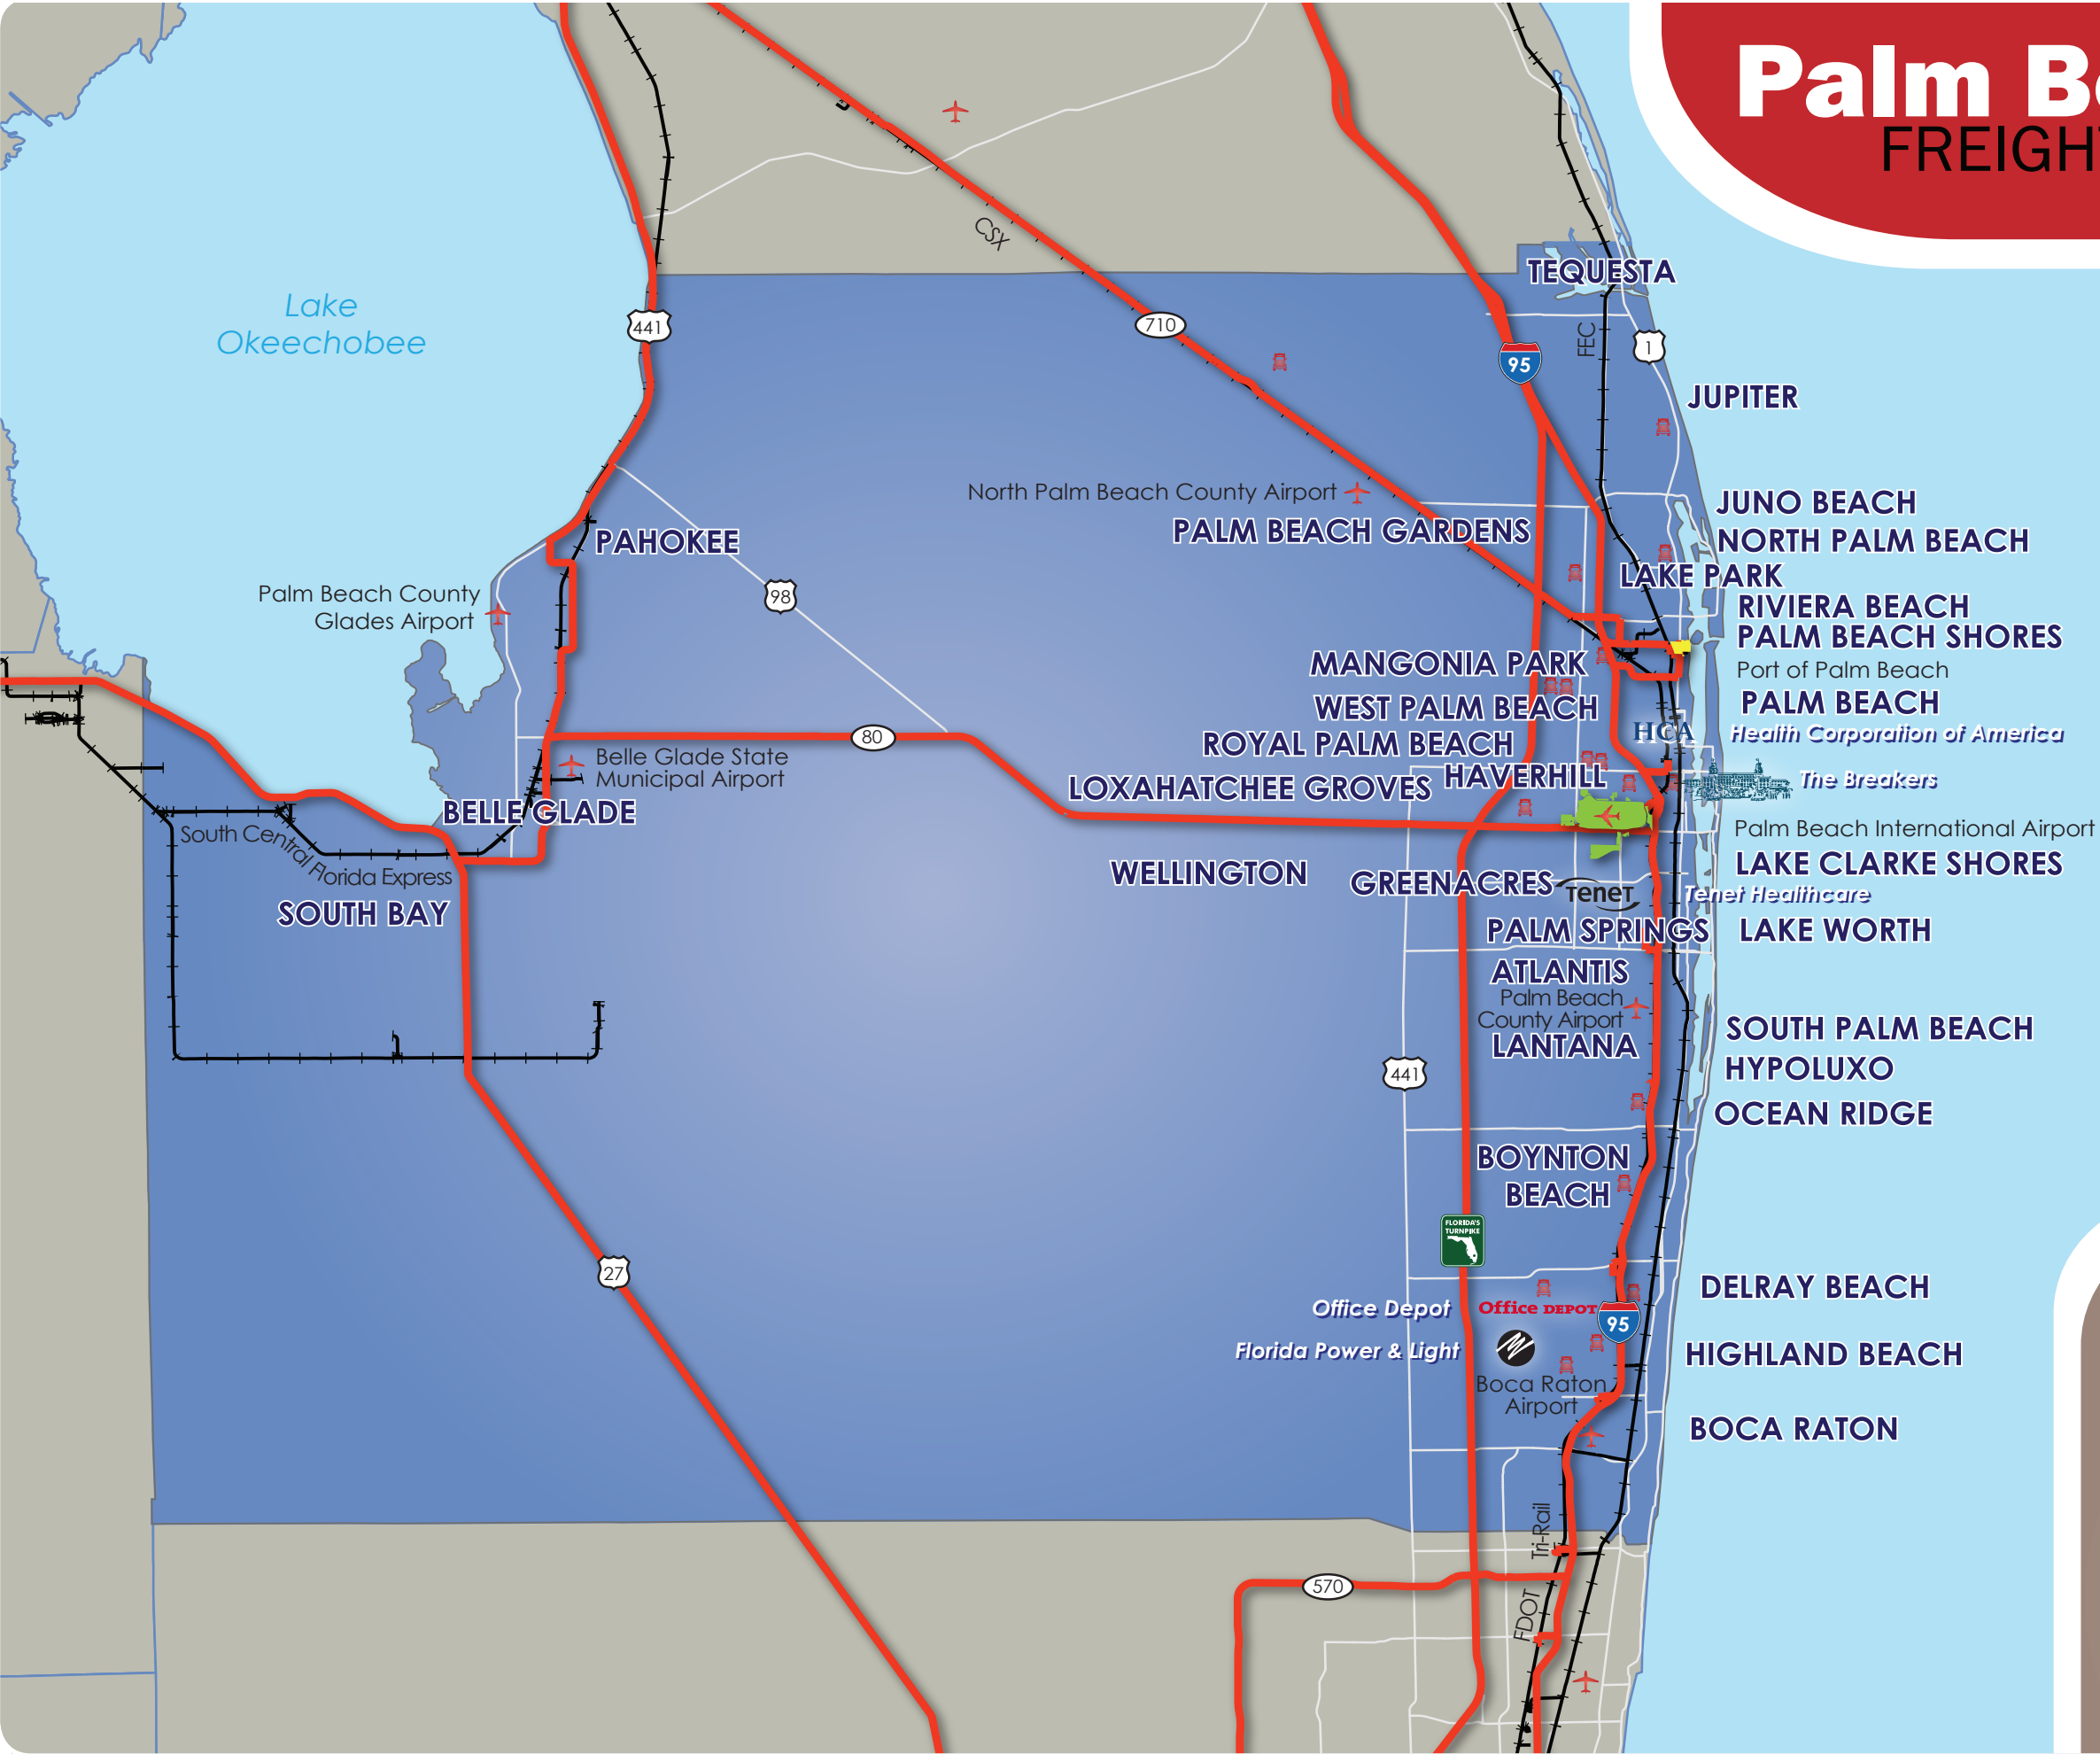 Palm Be
FREIGHT
Lake
Okeechobee
441
CSX
710
TEQUESTA
95
FEC
1
JUPITER
North Palm Beach County Airport
PALM BEACH GARDENS
JUNO BEACH
NORTH PALM BEACH
LAKE PARK
RIVIERA BEACH
PALM BEACH SHORES
Port of Palm Beach
PAHOKEE
98
Palm Beach County
Glades Airport
MANGONIA PARK
WEST PALM BEACH
PALM BEACH
HCA
Health Corporation of America
ROYAL PALM BEACH
80
Belle Glade State
Municipal Airport
LOXAHATCHEE GROVES
HAVERHILL
The Breakers
BELLE GLADE
South Central Florida Express
Palm Beach International Airport
LAKE CLARKE SHORES
WELLINGTON
GREENACRES
TENET
Tenet Healthcare
SOUTH BAY
PALM SPRINGS
LAKE WORTH
ATLANTIS
Palm Beach
County Airport
LANTANA
SOUTH PALM BEACH
HYPOLUXO
441
OCEAN RIDGE
BOYNTON
BEACH
FLORIDA'S
TURNPIKE
27
DELRAY BEACH
Office Depot
Office DEPOT
95
Florida Power & Light
HIGHLAND BEACH
Boca Raton
Airport
BOCA RATON
Tri-Rail
570
FDOT